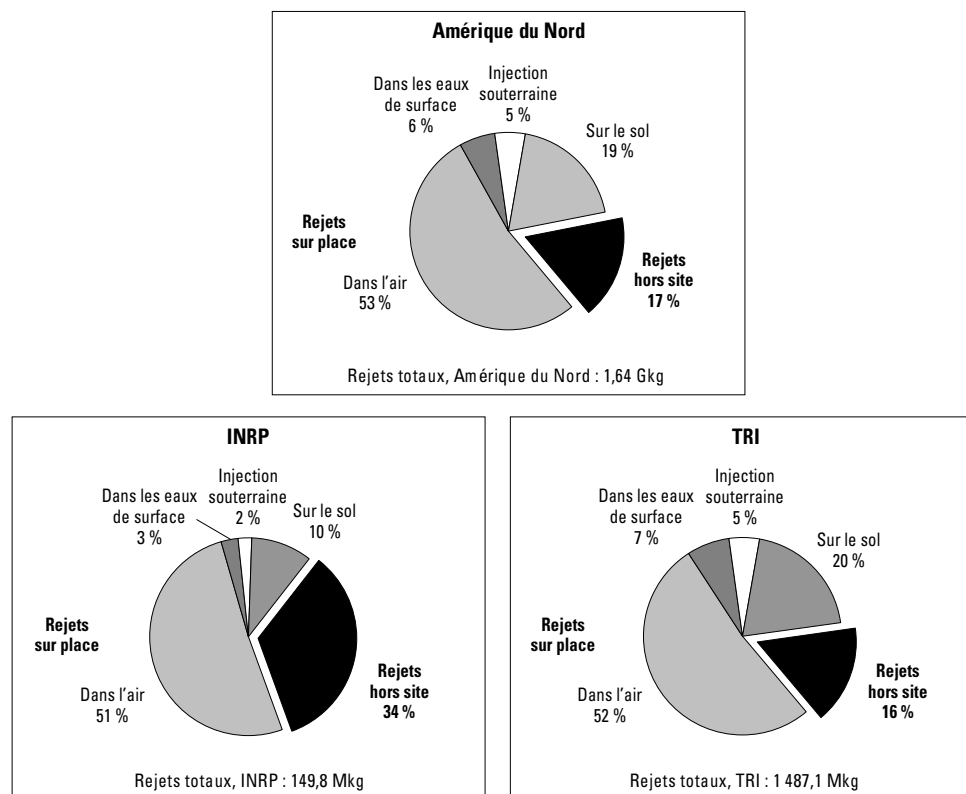 Amérique du Nord
Dans les eaux
de surface
6 %
Injection
souterraine
5 %
Sur le sol
19 %
Rejets
sur place
Rejets
hors site
17 %
Dans l'air
53 %
Rejets totaux, Amérique du Nord : 1,64 Gkg
INRP
Dans les eaux
de surface
3 %
Injection
souterraine
2 %
Sur le sol
10 %
Rejets
sur place
Rejets
hors site
34 %
Dans l'air
51 %
Rejets totaux, INRP : 149,8 Mkg
TRI
Dans les eaux
de surface
7 %
Injection
souterraine
5 %
Sur le sol
20 %
Rejets
sur place
Rejets
hors site
16 %
Dans l'air
52 %
Rejets totaux, TRI : 1 487,1 Mkg